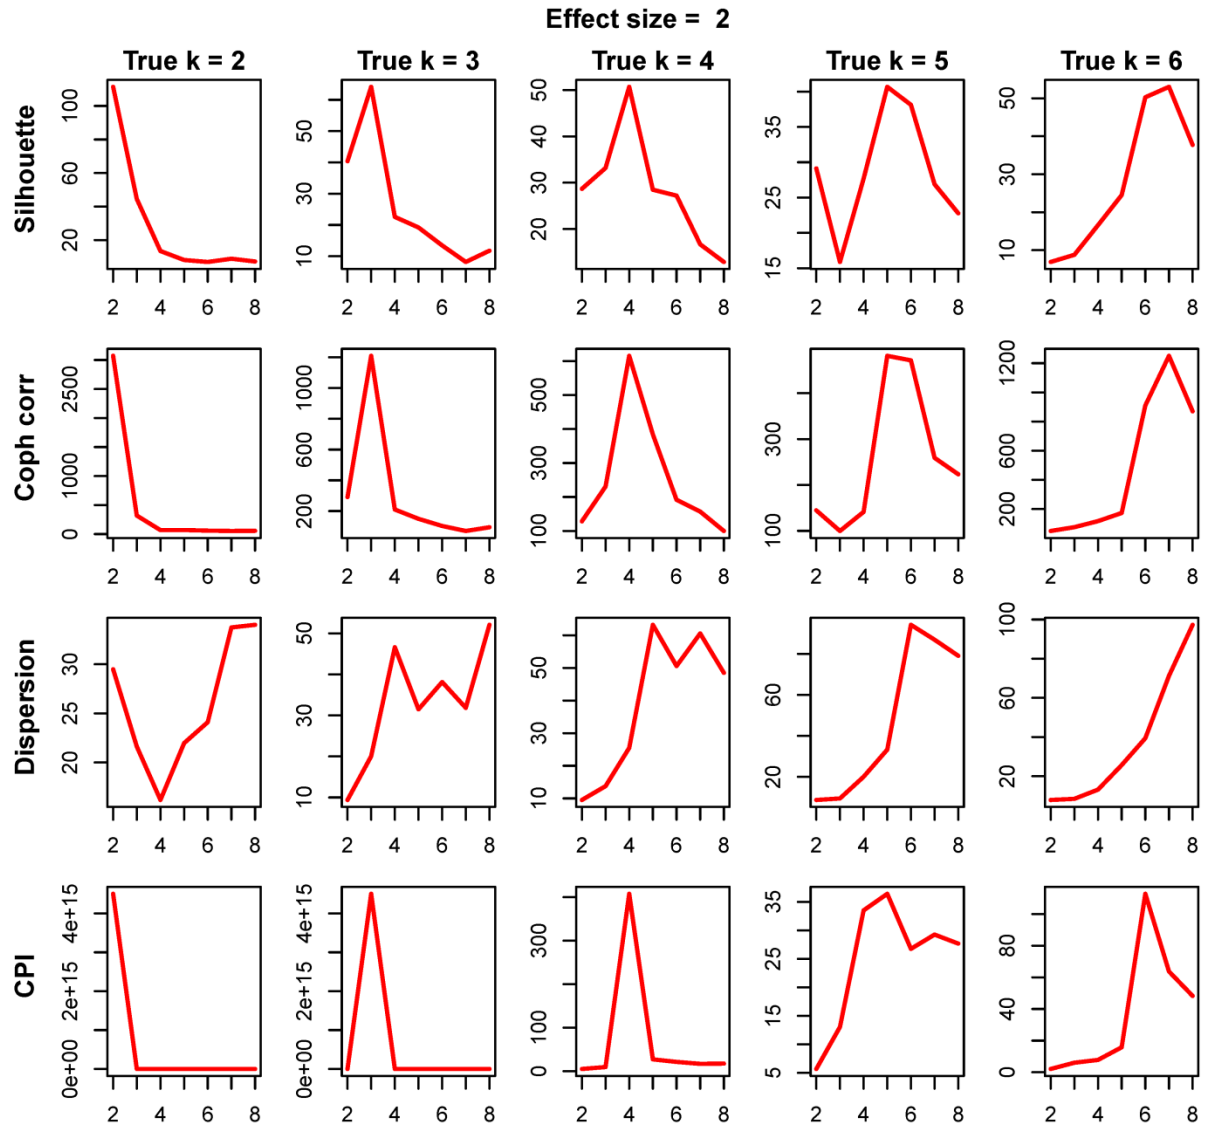 Effect size = 2
True k = 2 True k = 3 True k = 4 True k = 5 True k = 6
Silhouette
20 60 100
10 30 50
20 30 40 50
15 25 35
10 30 50
2 4 6 8 2 4 6 8 2 4 6 8 2 4 6 8 2 4 6 8
Coph corr
0 1000 2500
200 600 1000
100 300 500
100 300
200 600 1200
2 4 6 8 2 4 6 8 2 4 6 8 2 4 6 8 2 4 6 8
Dispersion
20 25 30
10 30 50
10 30 50
20 60
20 60 100
2 4 6 8 2 4 6 8 2 4 6 8 2 4 6 8 2 4 6 8
CPI
0e+00 2e+15 4e+15
0e+00 2e+15 4e+15
0 100 300
5 15 25 35
0 40 80
2 4 6 8 2 4 6 8 2 4 6 8 2 4 6 8 2 4 6 8